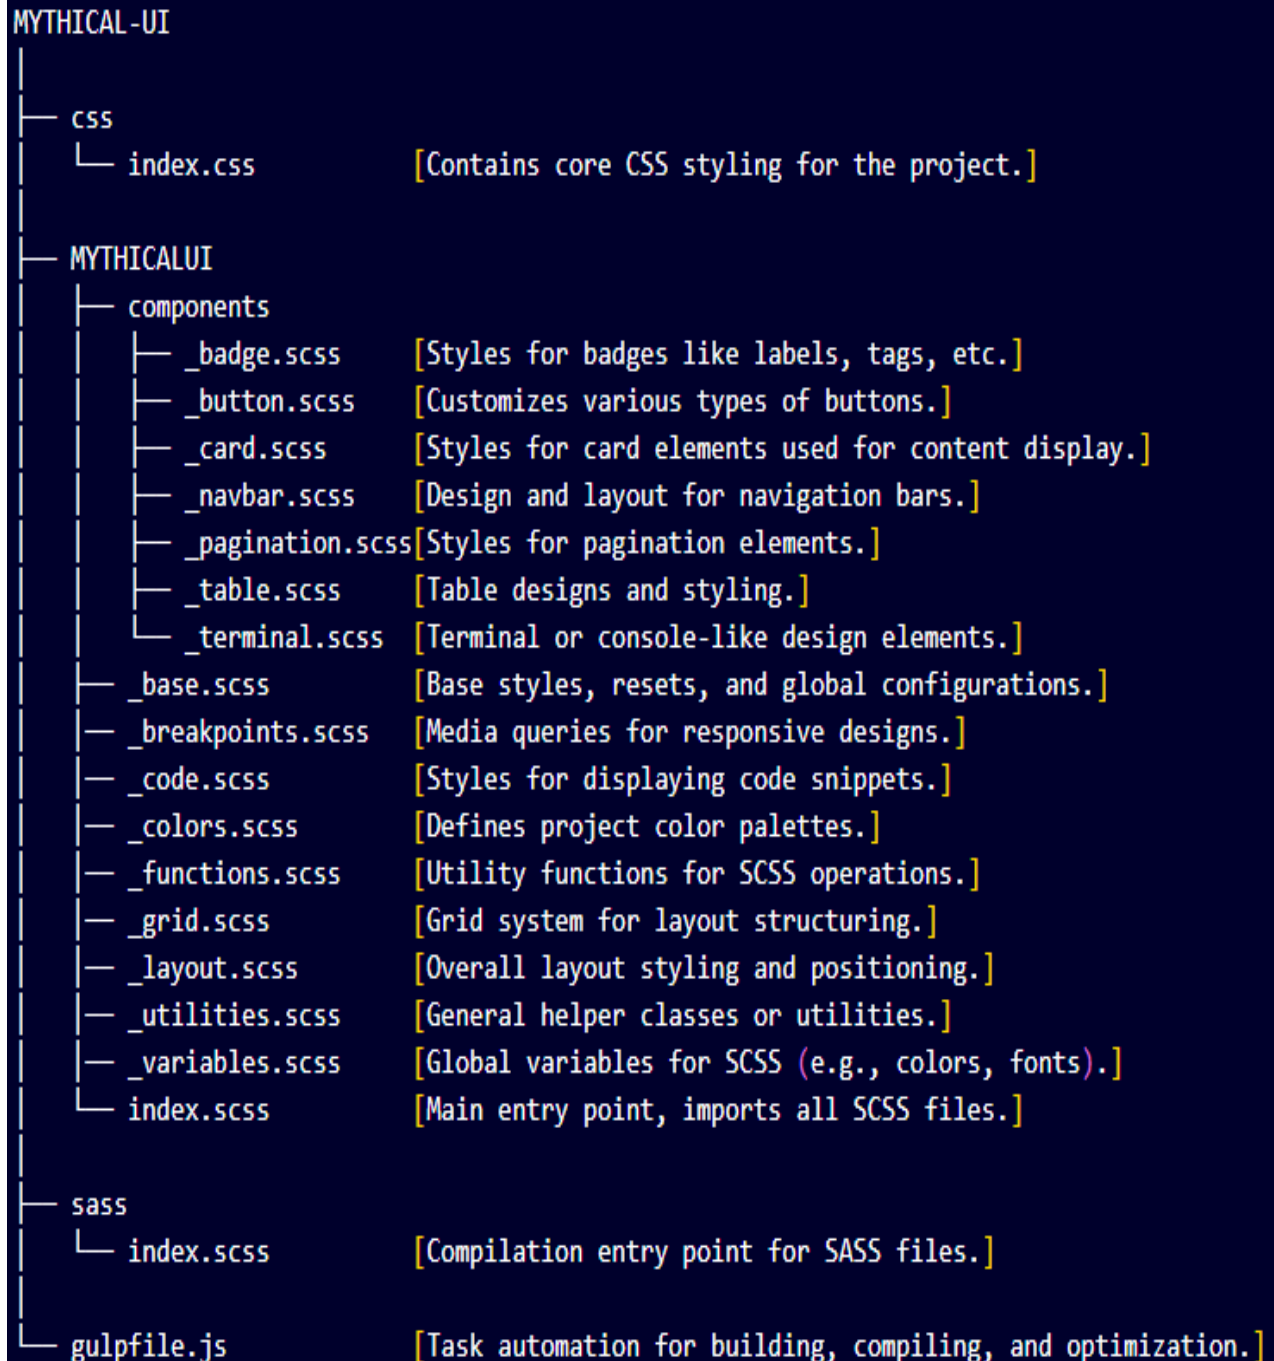 MYTHICAL-UI
│
├── css
│   └── index.css           [Contains core CSS styling for the project.]
│
├── MYTHICALUI
│   ├── components
│   │   ├── _badge.scss     [Styles for badges like labels, tags, etc.]
│   │   ├── _button.scss    [Customizes various types of buttons.]
│   │   ├── _card.scss      [Styles for card elements used for content display.]
│   │   ├── _navbar.scss    [Design and layout for navigation bars.]
│   │   ├── _pagination.scss[Styles for pagination elements.]
│   │   ├── _table.scss     [Table designs and styling.]
│   │   └── _terminal.scss  [Terminal or console-like design elements.]
│   ├── _base.scss          [Base styles, resets, and global configurations.]
│   |── _breakpoints.scss   [Media queries for responsive designs.]
│   |── _code.scss          [Styles for displaying code snippets.]
│   |── _colors.scss        [Defines project color palettes.]
│   |── _functions.scss     [Utility functions for SCSS operations.]
│   |── _grid.scss          [Grid system for layout structuring.]
│   |── _layout.scss        [Overall layout styling and positioning.]
│   |── _utilities.scss     [General helper classes or utilities.]
│   |── _variables.scss     [Global variables for SCSS (e.g., colors, fonts).]
│   └── index.scss          [Main entry point, imports all SCSS files.]
│
├── sass
│   └── index.scss          [Compilation entry point for SASS files.]
│
└── gulpfile.js             [Task automation for building, compiling, and optimization.]